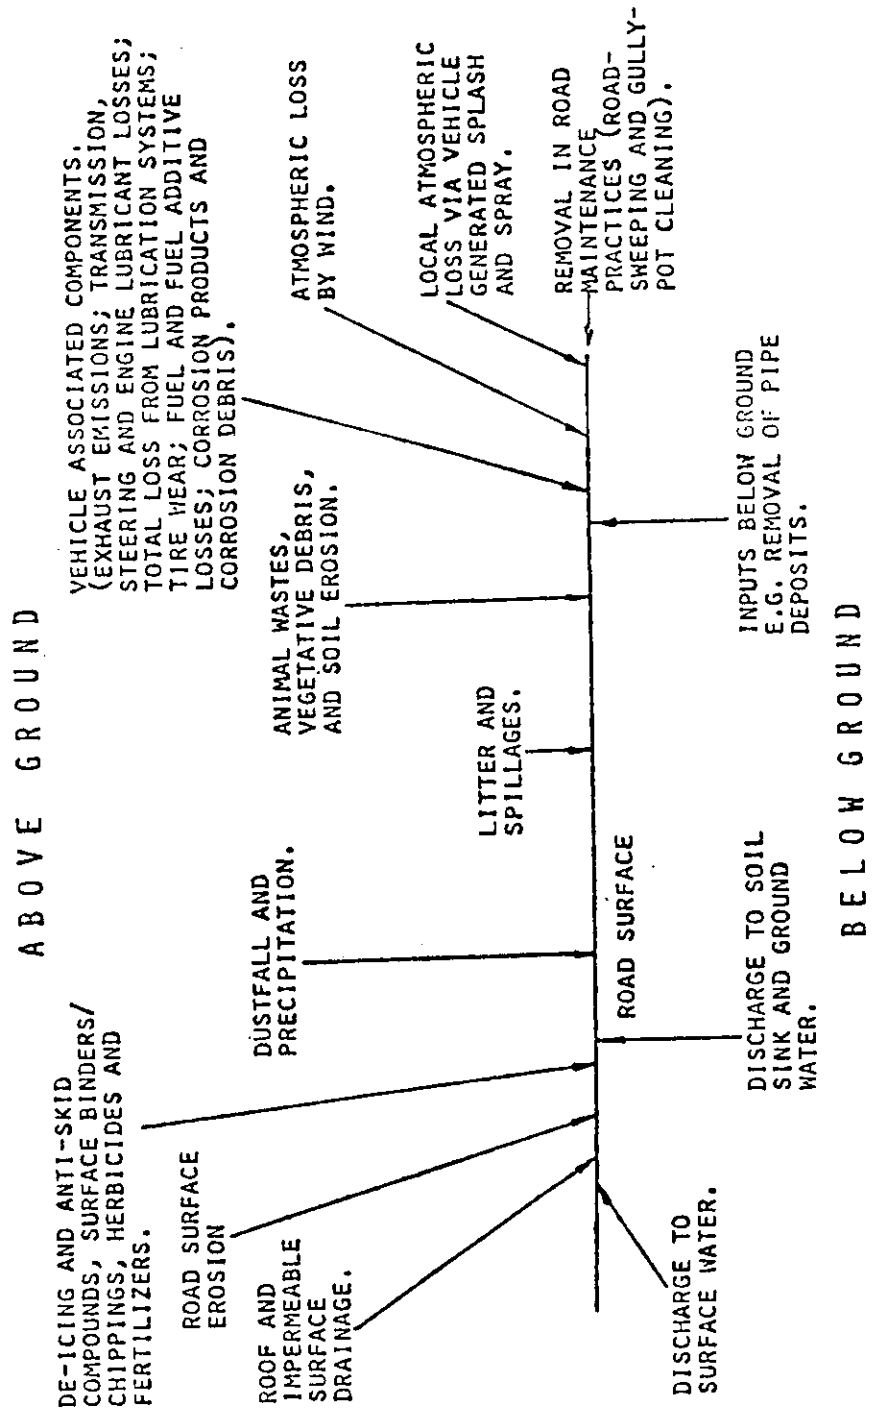 ABOVE GROUND
DE-ICING AND ANTI-SKID
COMPOUNDS, SURFACE BINDERS/
CHIPPINGS, HERBICIDES AND
FERTILIZERS.
ROAD SURFACE
EROSION
ROOF AND
IMPERMEABLE
SURFACE
DRAINAGE.
DUSTFALL AND
PRECIPITATION.
LITTER AND
SPILLAGES.
ANIMAL WASTES,
VEGETATIVE DEBRIS,
AND SOIL EROSION.
VEHICLE ASSOCIATED COMPONENTS.
(EXHAUST EMISSIONS; TRANSMISSION,
STEERING AND ENGINE LUBRICANT LOSSES;
TOTAL LOSS FROM LUBRICATION SYSTEMS;
TIRE WEAR; FUEL AND FUEL ADDITIVE
LOSSES; CORROSION PRODUCTS AND
CORROSION DEBRIS).
ATMOSPHERIC LOSS
BY WIND.
LOCAL ATMOSPHERIC
LOSS VIA VEHICLE
GENERATED SPLASH
AND SPRAY.
REMOVAL IN ROAD
MAINTENANCE
PRACTICES (ROAD-
SWEEPING AND GULLY-
POT CLEANING).
ROAD SURFACE
DISCHARGE TO
SURFACE WATER.
DISCHARGE TO SOIL
SINK AND GROUND
WATER.
INPUTS BELOW GROUND
E.G. REMOVAL OF PIPE
DEPOSITS.
BELOW GROUND